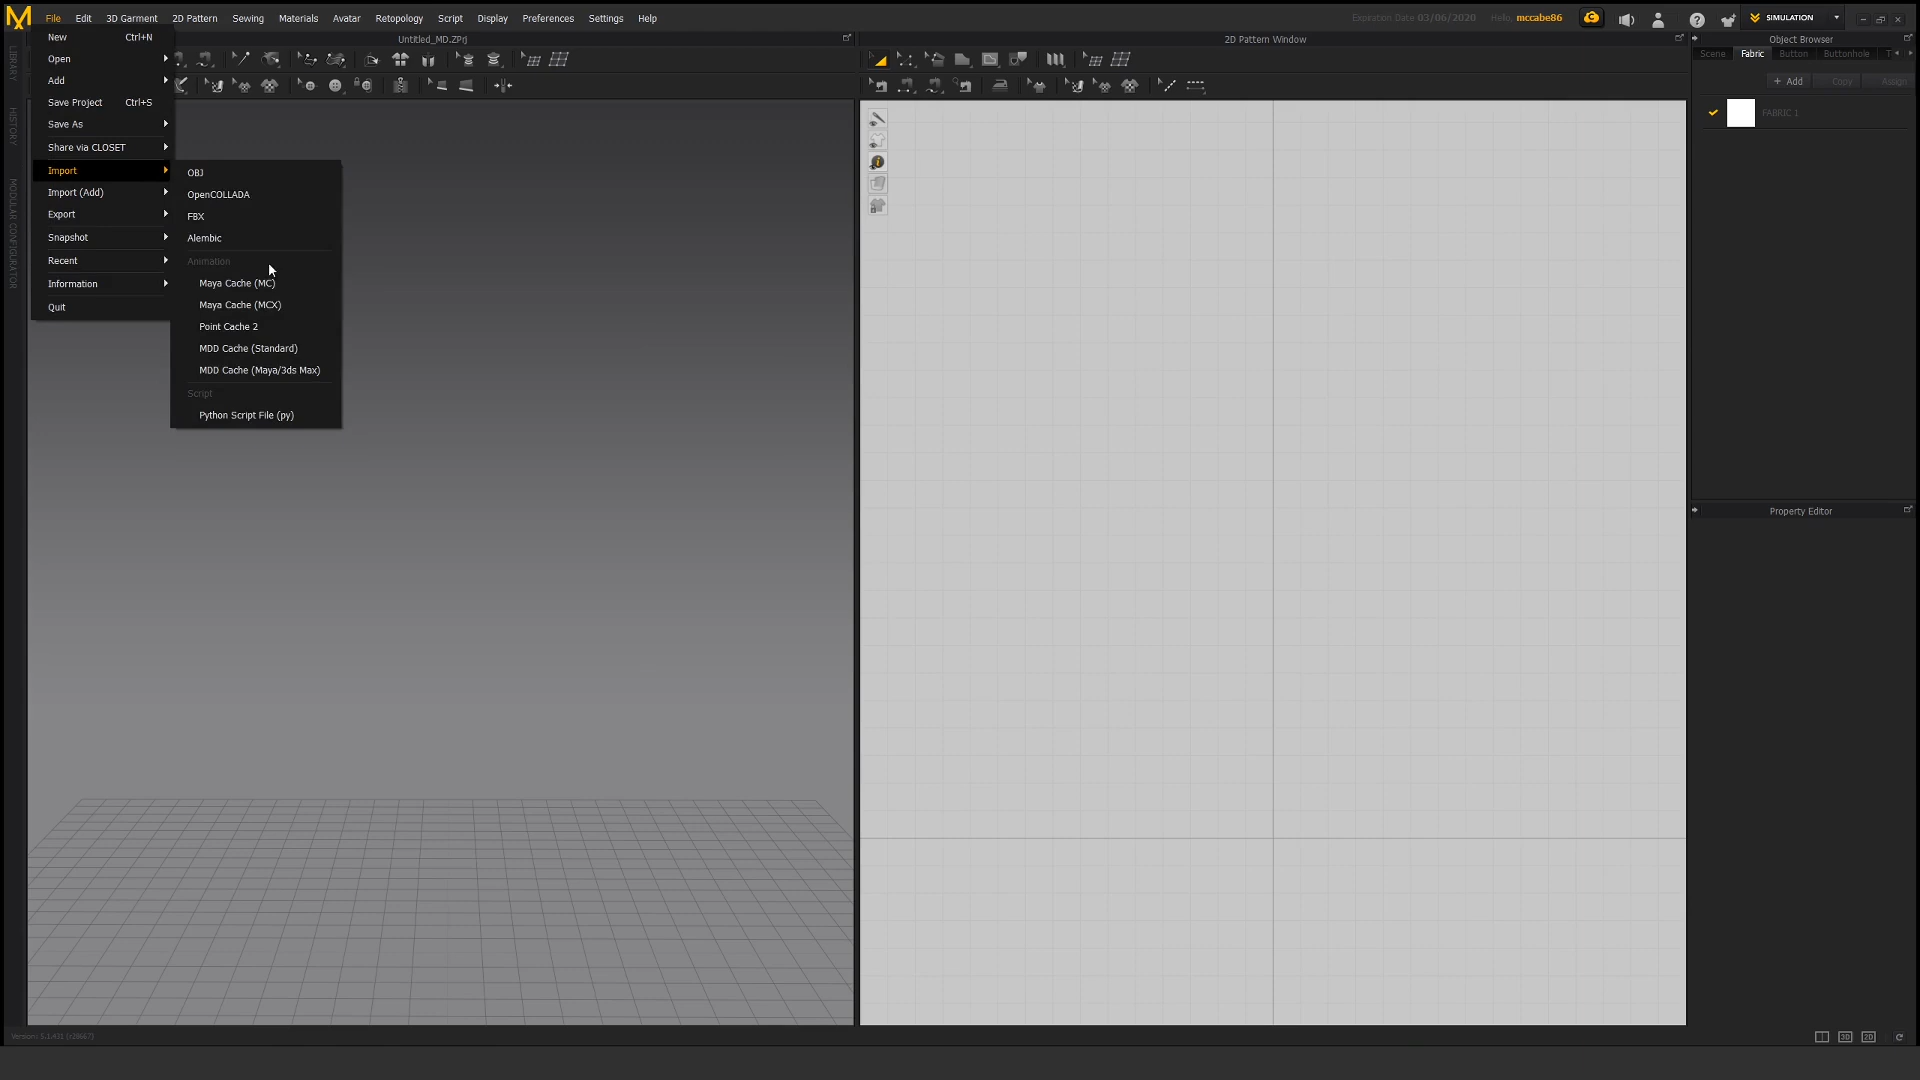 File Edit 3D Garment 2D Pattern Sewing Materials Avatar Retopology Script Display Preferences Settings Help
Expiration Date 03/06/2020 Hello, mccabe86 SIMULATION
Untitled_MD.ZPrj 2D Pattern Window Object Browser
New Ctrl+N
Open
Add
Save Project Ctrl+S
Save As
Share via CLOSET
Import
Import (Add)
Export
Snapshot
Recent
Information
Quit
OBJ
OpenCOLLADA
FBX
Alembic
Animation
Maya Cache (MC)
Maya Cache (MCX)
Point Cache 2
MDD Cache (Standard)
MDD Cache (Maya/3ds Max)
Script
Python Script File (py)
Scene Fabric Button Buttonhole T
+ Add Copy Assign
FABRIC 1
Property Editor
LIBRARY
HISTORY
MODULAR CONFIGURATOR
3D 2D